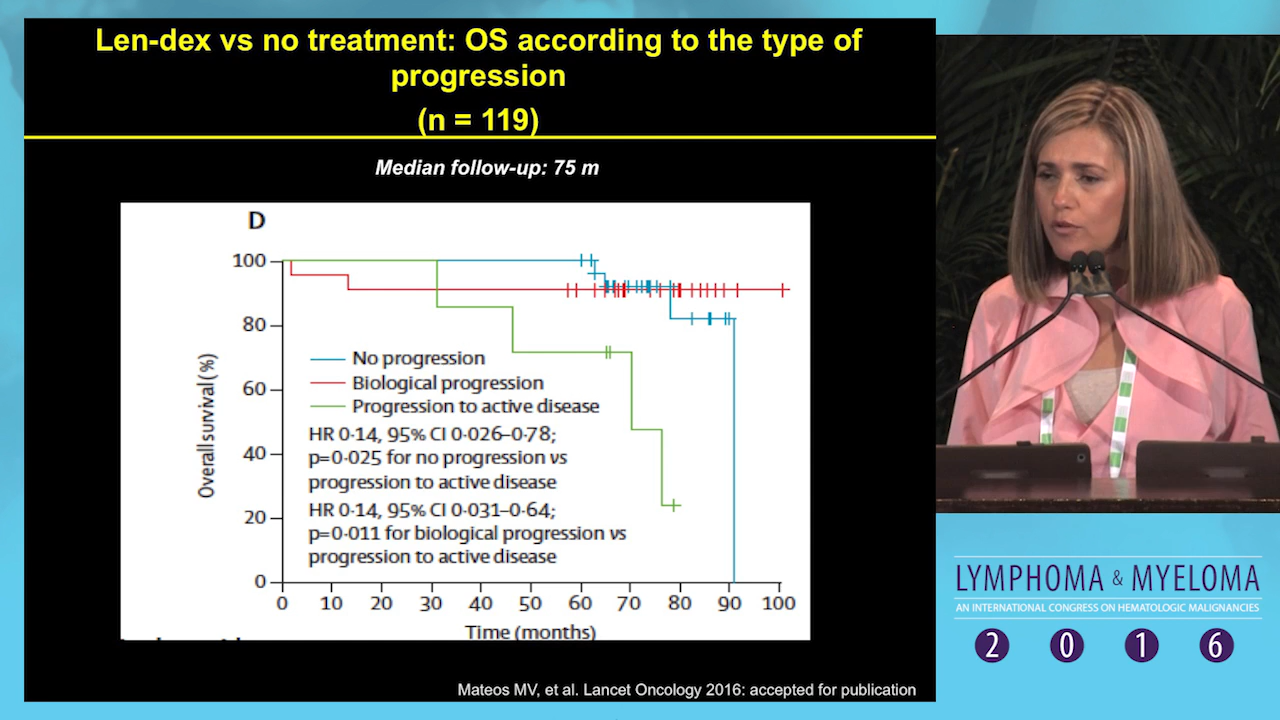 Len-dex vs no treatment: OS according to the type of
progression
(n = 119)
Median follow-up: 75 m
D
100
80
60
40
20
0
Overall survival (%)
No progression
Biological progression
Progression to active disease
HR 0·14, 95% CI 0·026–0·78;
p=0·025 for no progression vs
progression to active disease
HR 0·14, 95% CI 0·031–0·64;
p=0·011 for biological progression vs
progression to active disease
0 10 20 30 40 50 60 70 80 90 100
Time (months)
Mateos MV, et al. Lancet Oncology 2016: accepted for publication
LYMPHOMA & MYELOMA
AN INTERNATIONAL CONGRESS ON HEMATOLOGIC MALIGNANCIES
2 0 1 6